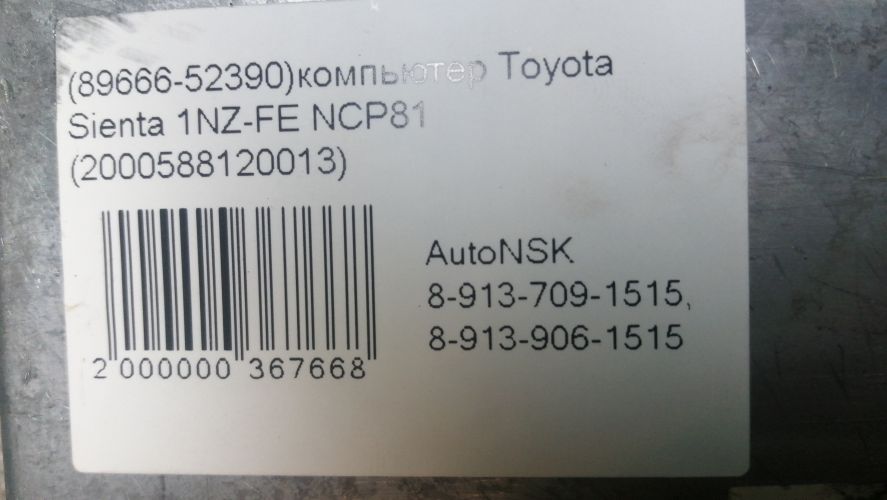 (89666-52390)компьютер Toyota
Sienta 1NZ-FE NCP81
(2000588120013)
AutoNSK
8-913-709-1515,
8-913-906-1515
2 000000 367668